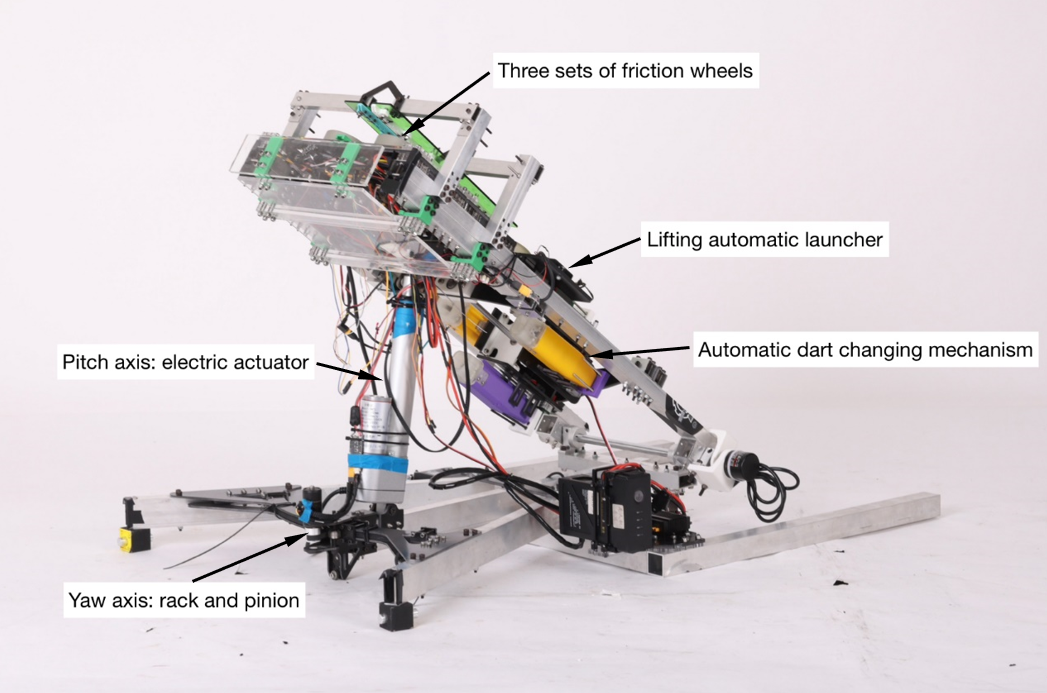 Three sets of friction wheels
Lifting automatic launcher
Automatic dart changing mechanism
Pitch axis: electric actuator
Yaw axis: rack and pinion